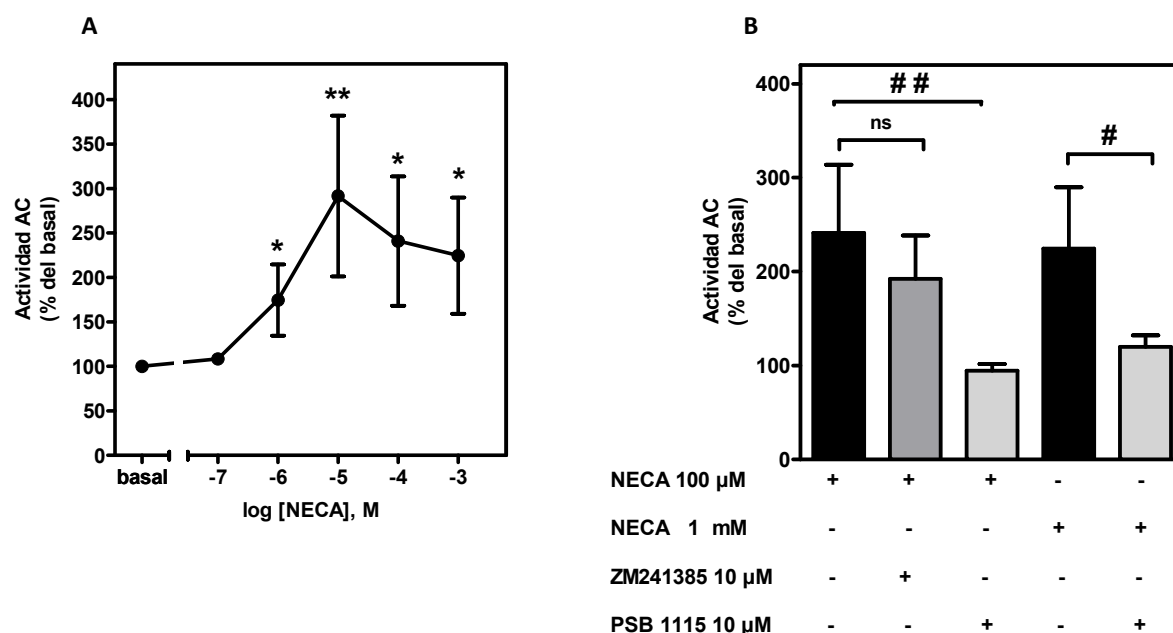 A
Actividad AC
(% del basal)
400
350
300
250
200
150
100
50
0
*
**
*
*
basal
-7
-6
-5
-4
-3
log [NECA], M
B
Actividad AC
(% del basal)
400
300
200
100
0
# #
ns
#
NECA 100 µM + + + - -
NECA 1 mM - - - + +
ZM241385 10 µM - + - - -
PSB 1115 10 µM - - + - +